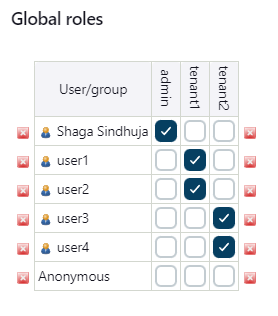 Global roles
User/group admin tenant1 tenant2
Shaga Sindhuja
user1
user2
user3
user4
Anonymous